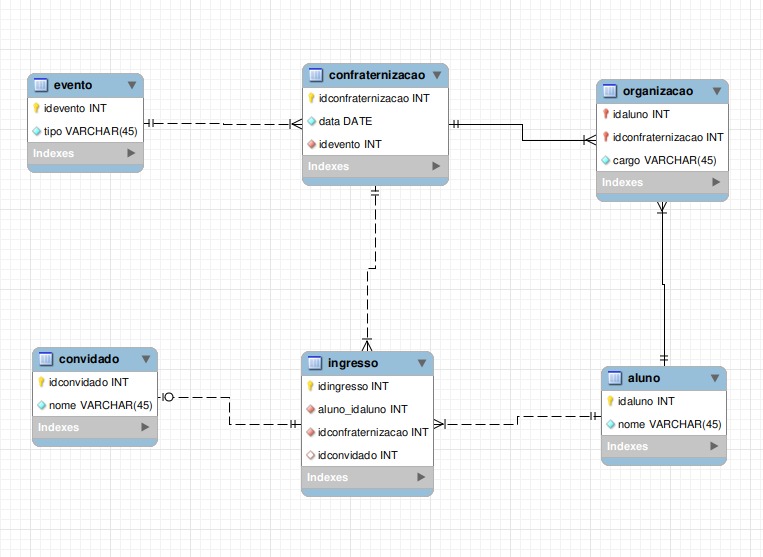 evento
idevento INT
tipo VARCHAR(45)
Indexes
confraternizacao
idconfraternizacao INT
data DATE
idevento INT
Indexes
organizacao
idaluno INT
idconfraternizacao INT
cargo VARCHAR(45)
Indexes
convidado
idconvidado INT
nome VARCHAR(45)
Indexes
ingresso
idingresso INT
aluno_idaluno INT
idconfraternizacao INT
idconvidado INT
Indexes
aluno
idaluno INT
nome VARCHAR(45)
Indexes